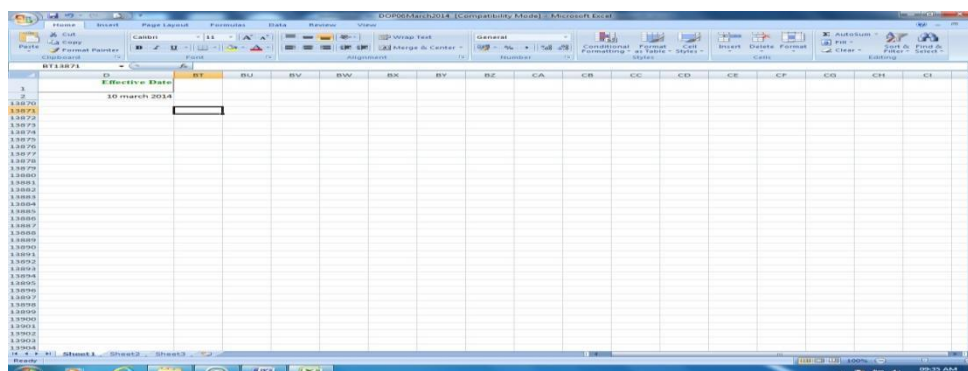 DOP06March2014 [Compatibility Mode] - Microsoft Excel
Home Insert Page Layout Formulas Data Review View
Paste
Cut
Copy
Format Painter
Calibri 11
Wrap Text
Merge & Center
General
Conditional Formatting
Format as Table
Cell Styles
Insert Delete Format
AutoSum
Fill
Clear
Sort & Filter
Find & Select
Clipboard Font Alignment Number Styles Cells Editing
BT13871 fx
D BT BU BV BW BX BY BZ CA CB CC CD CE CF CG CH CI
1 Effective Date
2 10 march 2014
13870
13871
13872
13873
13874
13875
13876
13877
13878
13879
13880
13881
13882
13883
13884
13885
13886
13887
13888
13889
13890
13891
13892
13893
13894
13895
13896
13897
13898
13899
13900
13901
13902
13903
13904
Sheet1 Sheet2 Sheet3
Ready 100%
09:35 AM